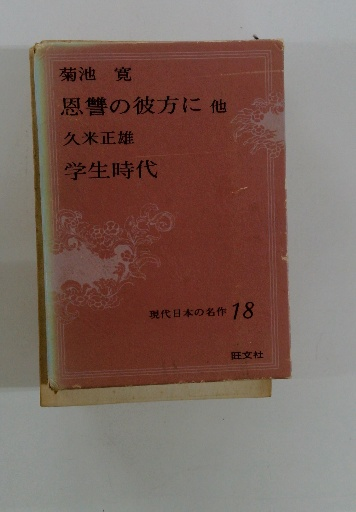 菊池 寛
恩讐の彼方に 他
久米正雄
学生時代
現代日本の名作 18
旺文社